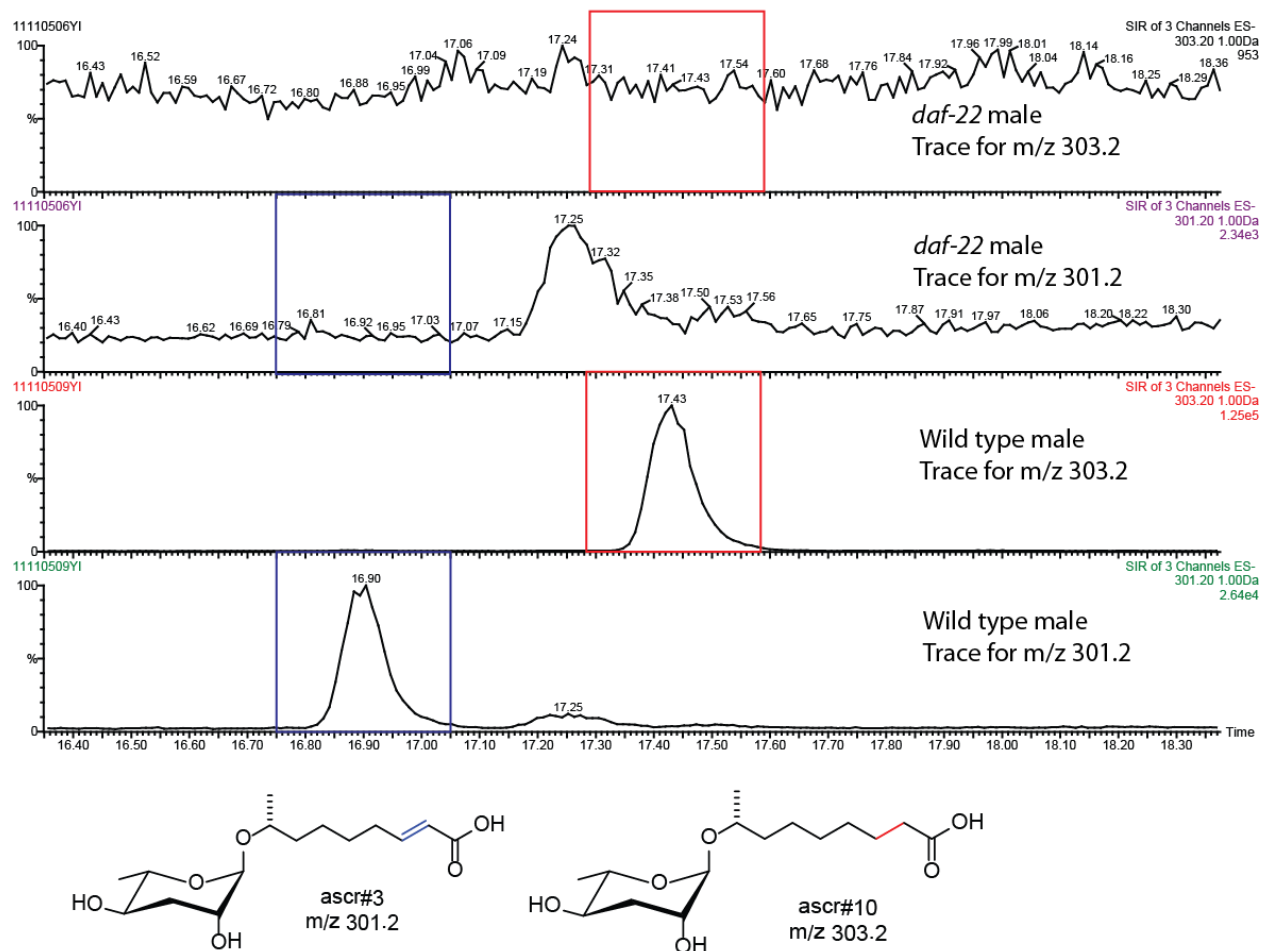 11110506YI
SIR of 3 Channels ES-
303.20 1.00Da
953
100
%
0
16.43 16.52 16.59 16.67 16.72 16.80 16.88 16.95 16.99 17.04 17.06 17.09 17.19 17.24 17.31 17.41 17.43 17.54 17.60 17.68 17.76 17.84 17.92 17.96 17.99 18.01 18.04 18.14 18.16 18.25 18.29 18.36
daf-22 male
Trace for m/z 303.2
11110506YI
SIR of 3 Channels ES-
301.20 1.00Da
2.34e3
100
%
0
16.40 16.43 16.62 16.69 16.79 16.81 16.92 16.95 17.03 17.07 17.15 17.25 17.32 17.35 17.38 17.50 17.53 17.56 17.65 17.75 17.87 17.91 17.97 18.06 18.20 18.22 18.30
daf-22 male
Trace for m/z 301.2
11110509YI
SIR of 3 Channels ES-
303.20 1.00Da
1.25e5
100
%
0
17.43
Wild type male
Trace for m/z 303.2
11110509YI
SIR of 3 Channels ES-
301.20 1.00Da
2.64e4
100
%
0
16.90 17.25
Wild type male
Trace for m/z 301.2
16.40 16.50 16.60 16.70 16.80 16.90 17.00 17.10 17.20 17.30 17.40 17.50 17.60 17.70 17.80 17.90 18.00 18.10 18.20 18.30 Time
O
OH
O
O
HO
OH
ascr#3
m/z 301.2
O
OH
O
O
HO
OH
ascr#10
m/z 303.2